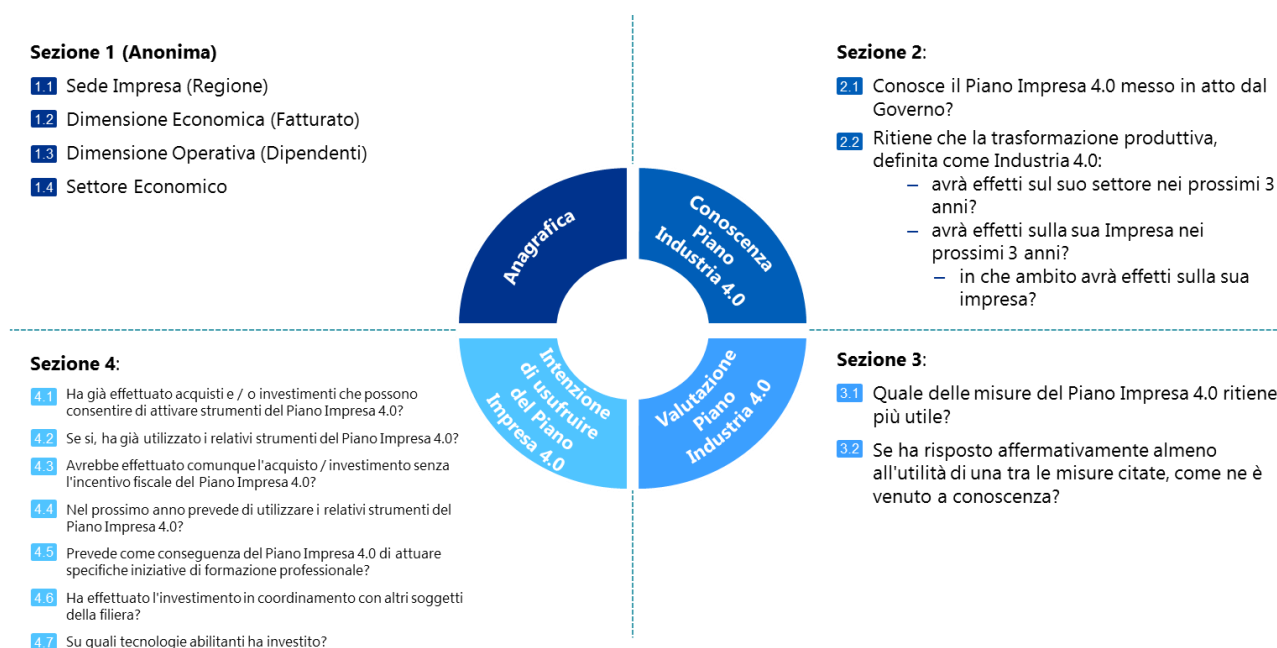 Sezione 1 (Anonima)
1.1 Sede Impresa (Regione)
1.2 Dimensione Economica (Fatturato)
1.3 Dimensione Operativa (Dipendenti)
1.4 Settore Economico
Sezione 2:
2.1 Conosce il Piano Impresa 4.0 messo in atto dal
Governo?
2.2 Ritiene che la trasformazione produttiva,
definita come Industria 4.0:
– avrà effetti sul suo settore nei prossimi 3
anni?
– avrà effetti sulla sua Impresa nei
prossimi 3 anni?
– in che ambito avrà effetti sulla sua
impresa?
Anagrafica
Conoscenza
Piano
Industria 4.0
Intenzione
di usufruire
del Piano
Impresa 4.0
Valutazione
Piano
Industria 4.0
Sezione 4:
4.1 Ha già effettuato acquisti e / o investimenti che possono
consentire di attivare strumenti del Piano Impresa 4.0?
4.2 Se si, ha già utilizzato i relativi strumenti del Piano Impresa 4.0?
4.3 Avrebbe effettuato comunque l'acquisto / investimento senza
l'incentivo fiscale del Piano Impresa 4.0?
4.4 Nel prossimo anno prevede di utilizzare i relativi strumenti del
Piano Impresa 4.0?
4.5 Prevede come conseguenza del Piano Impresa 4.0 di attuare
specifiche iniziative di formazione professionale?
4.6 Ha effettuato l'investimento in coordinamento con altri soggetti
della filiera?
4.7 Su quali tecnologie abilitanti ha investito?
Sezione 3:
3.1 Quale delle misure del Piano Impresa 4.0 ritiene
più utile?
3.2 Se ha risposto affermativamente almeno
all'utilità di una tra le misure citate, come ne è
venuto a conoscenza?